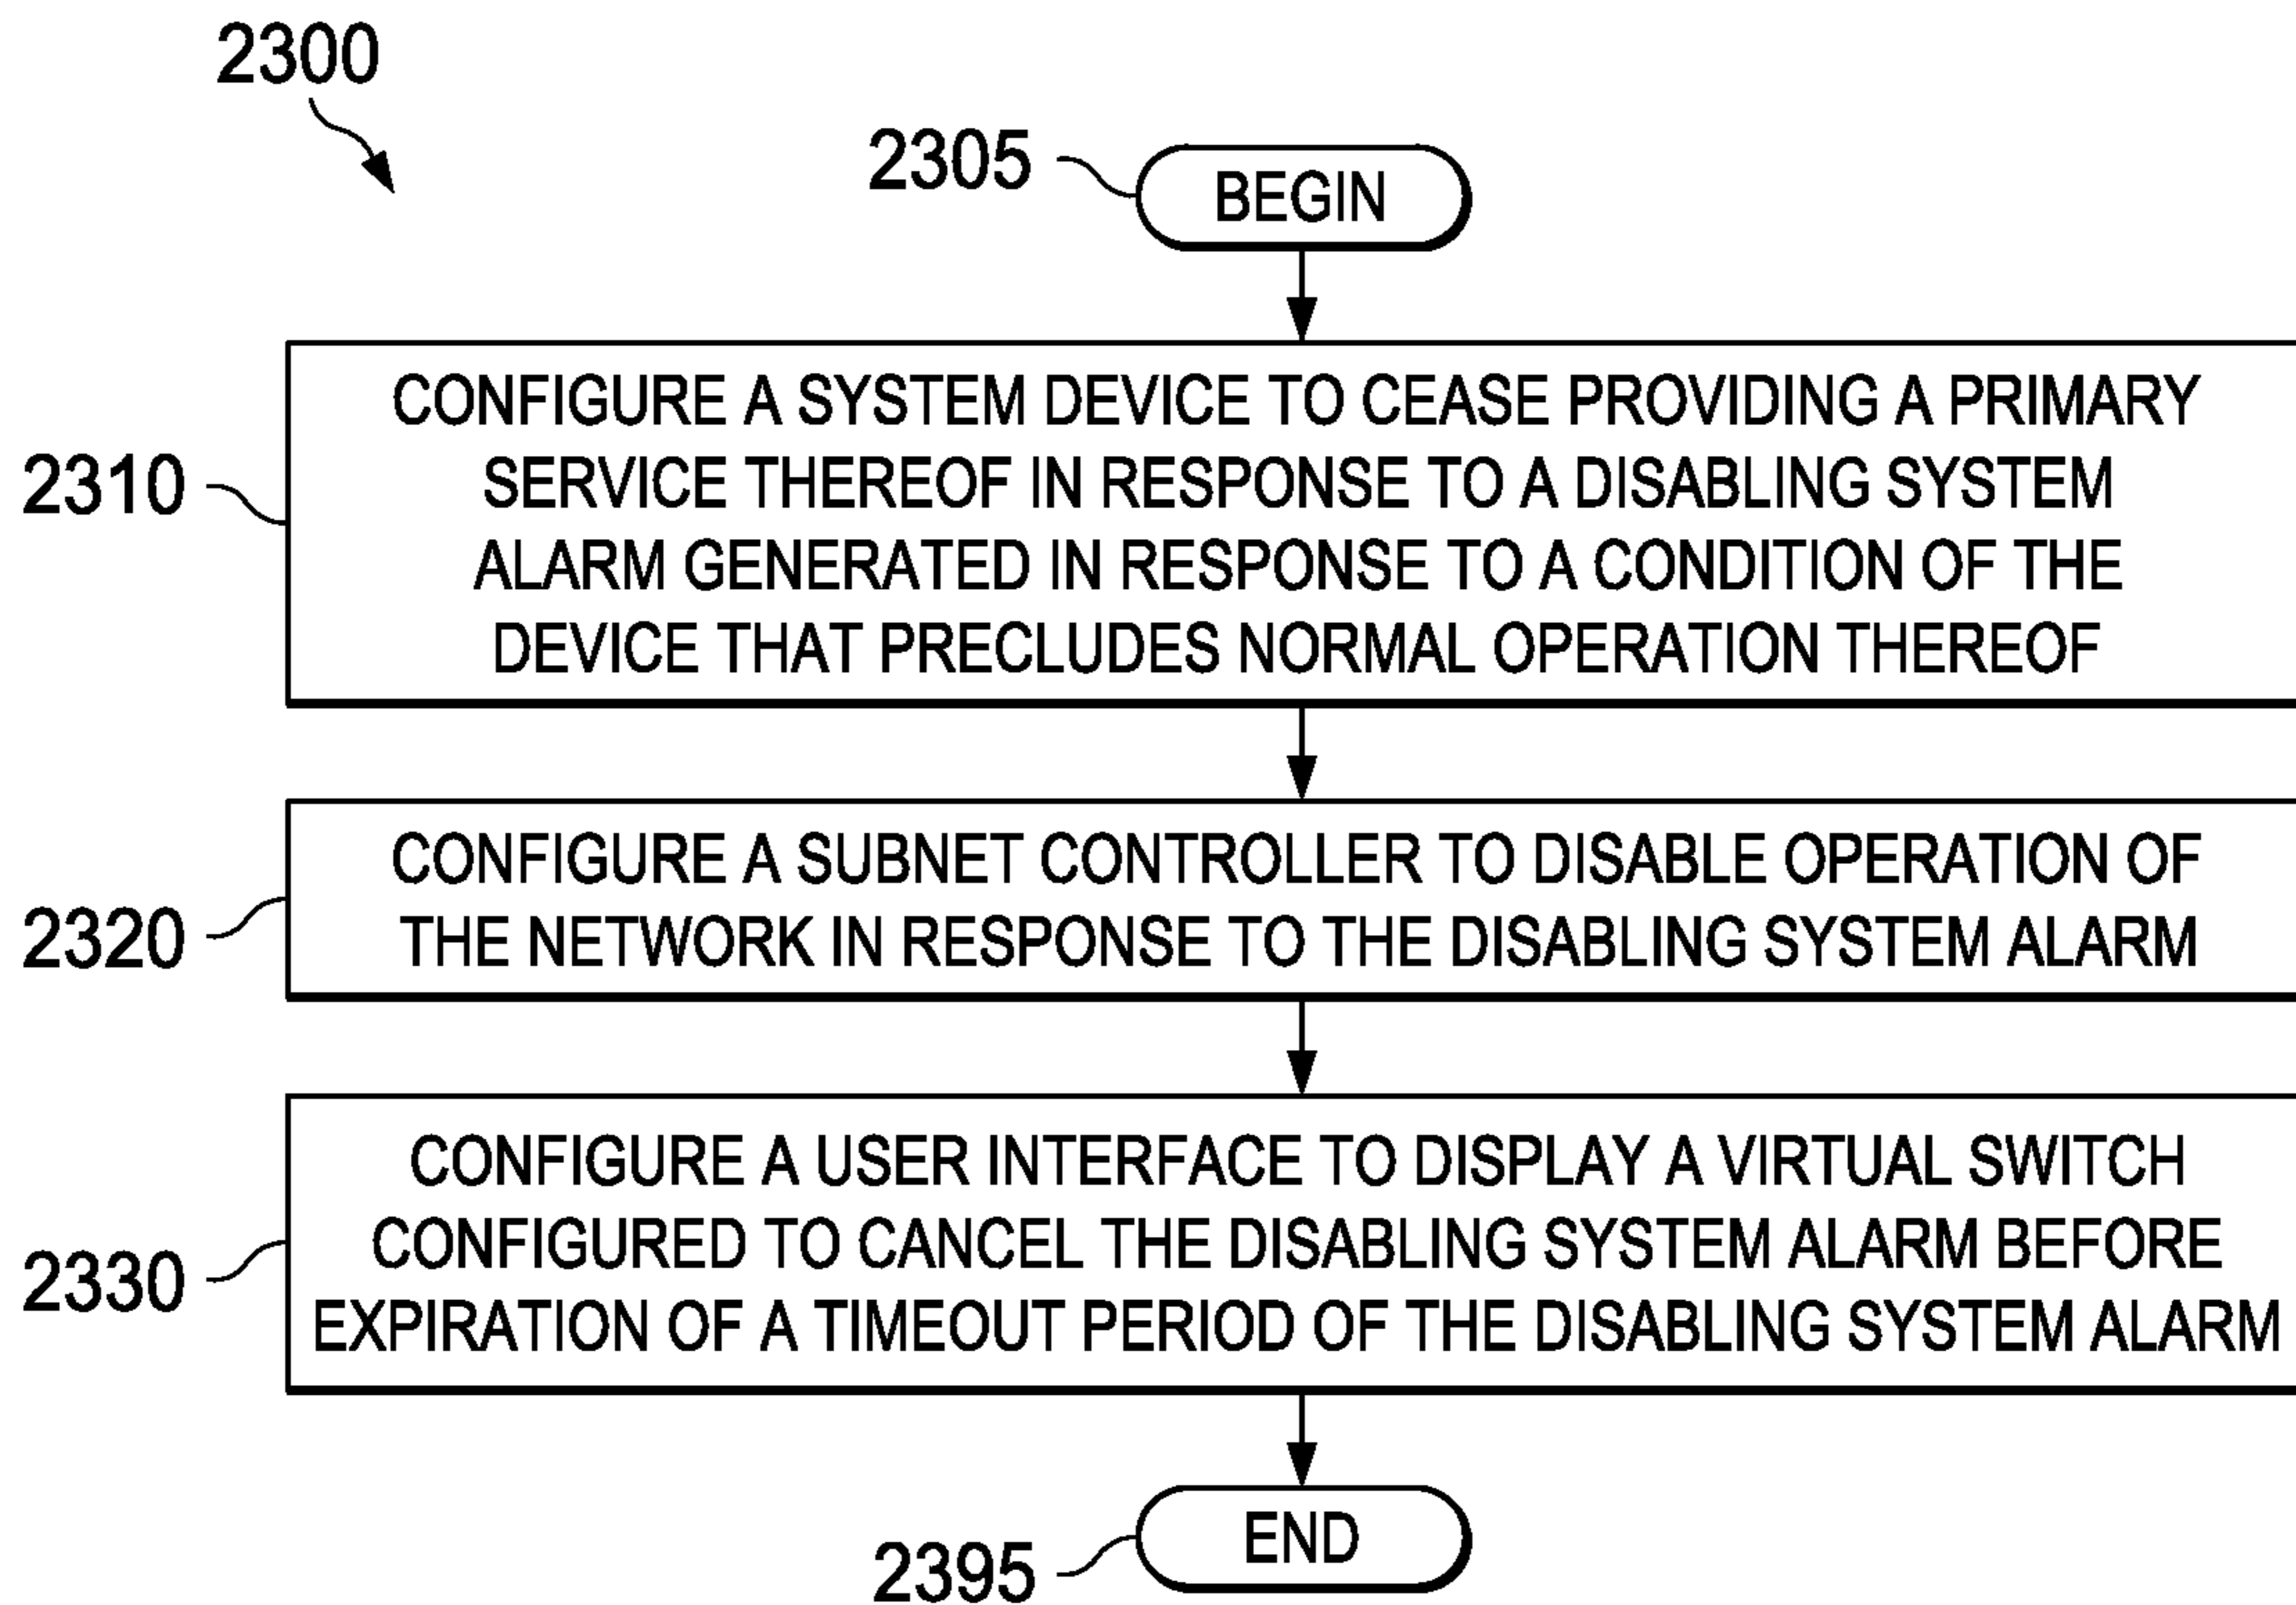 2300
2305
BEGIN
2310
CONFIGURE A SYSTEM DEVICE TO CEASE PROVIDING A PRIMARY
SERVICE THEREOF IN RESPONSE TO A DISABLING SYSTEM
ALARM GENERATED IN RESPONSE TO A CONDITION OF THE
DEVICE THAT PRECLUDES NORMAL OPERATION THEREOF
2320
CONFIGURE A SUBNET CONTROLLER TO DISABLE OPERATION OF
THE NETWORK IN RESPONSE TO THE DISABLING SYSTEM ALARM
2330
CONFIGURE A USER INTERFACE TO DISPLAY A VIRTUAL SWITCH
CONFIGURED TO CANCEL THE DISABLING SYSTEM ALARM BEFORE
EXPIRATION OF A TIMEOUT PERIOD OF THE DISABLING SYSTEM ALARM
END
2395